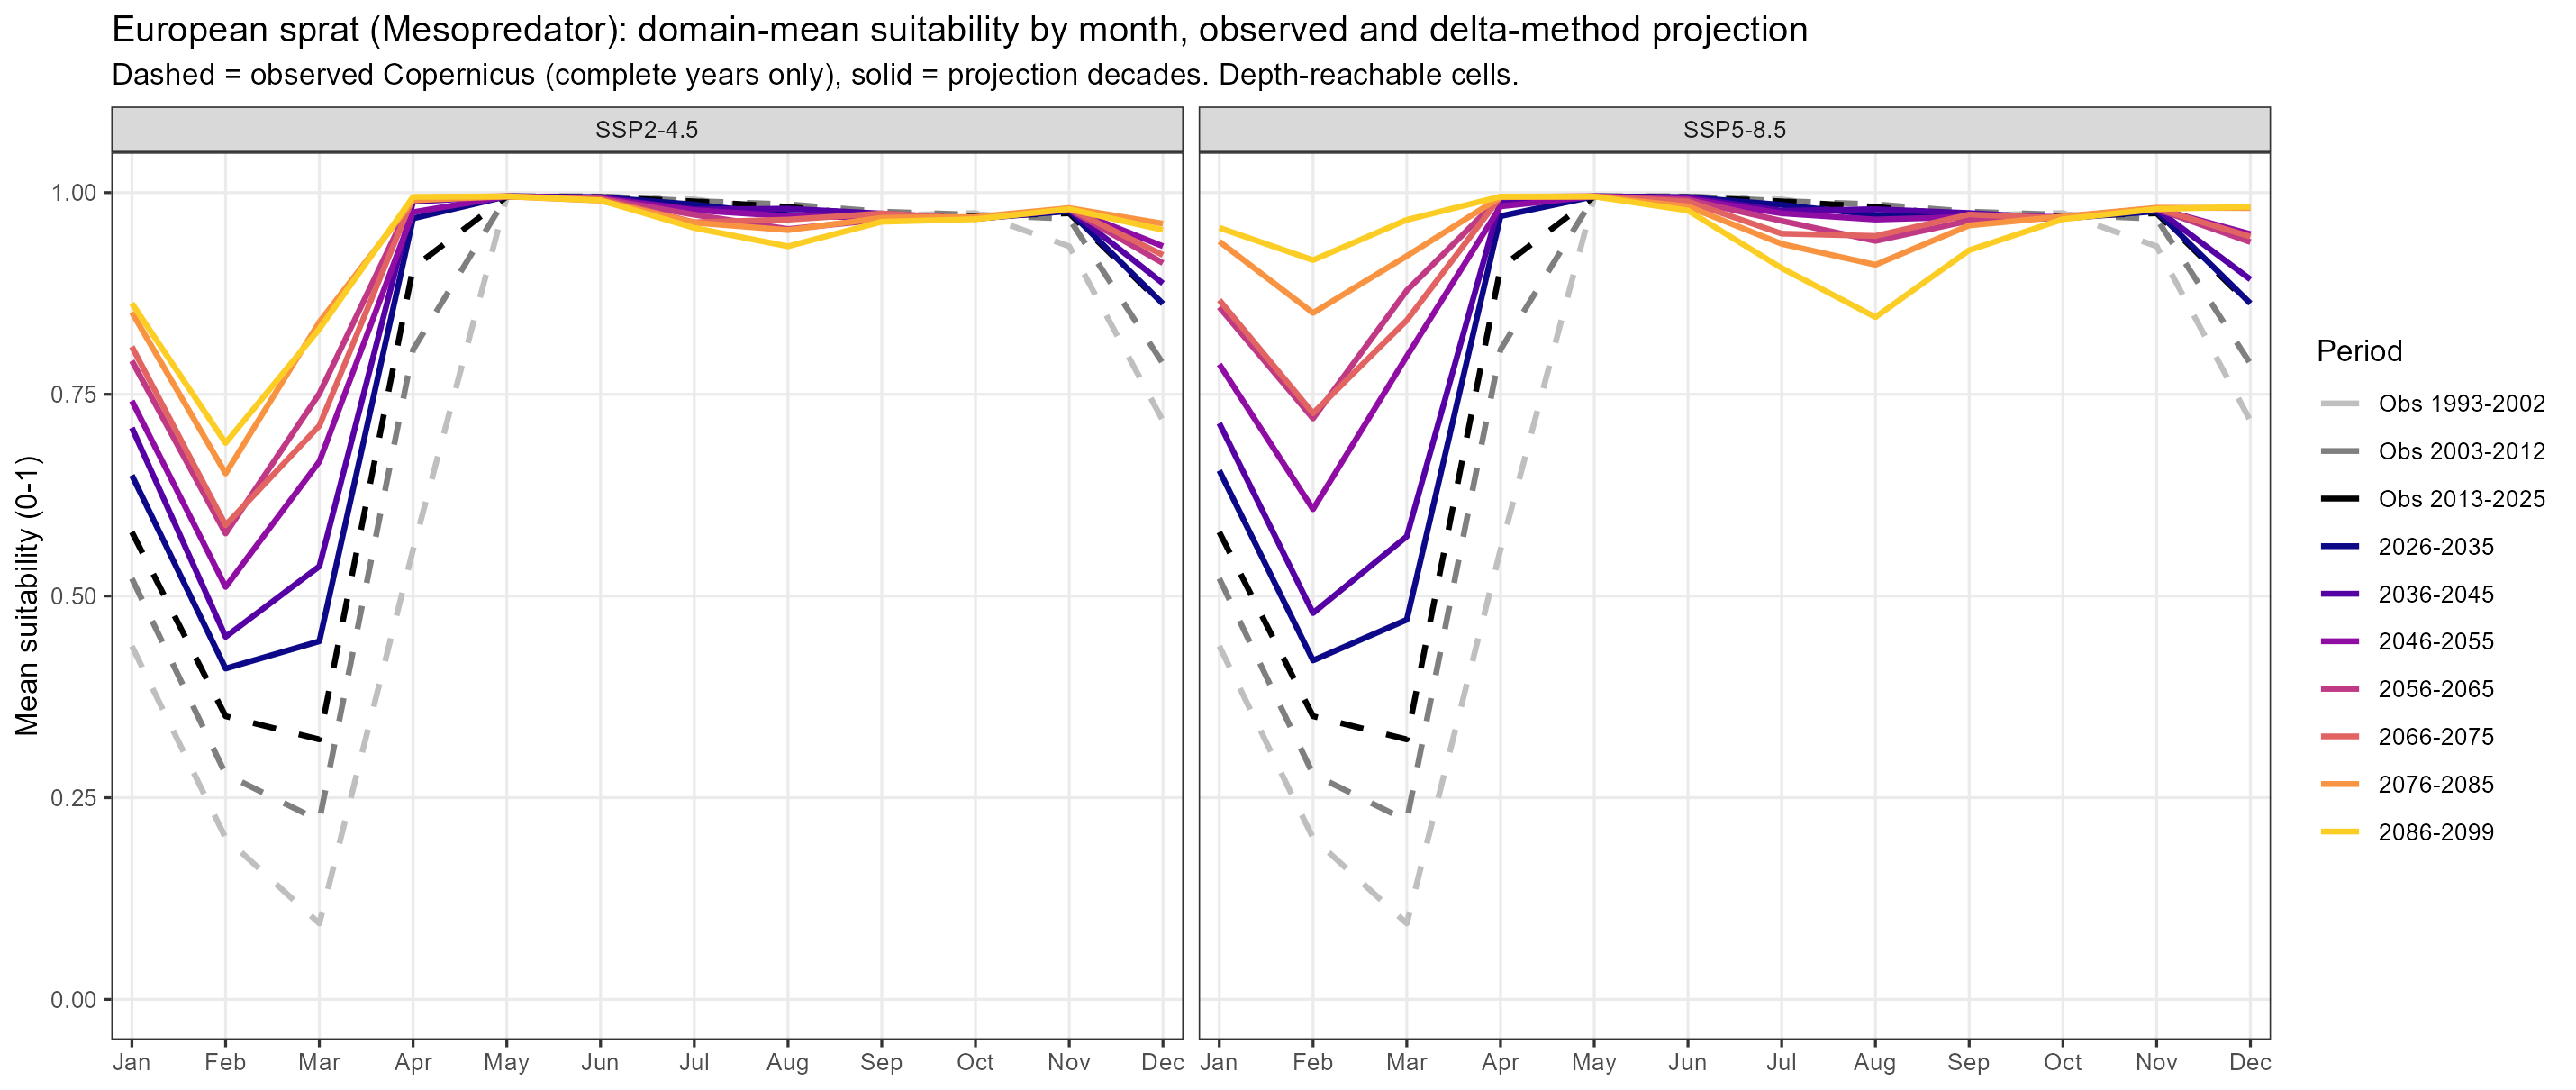 European sprat (Mesopredator): domain-mean suitability by month, observed and delta-method projection
Dashed = observed Copernicus (complete years only), solid = projection decades. Depth-reachable cells.
SSP2-4.5
SSP5-8.5
Mean suitability (0-1)
1.00
0.75
0.50
0.25
0.00
Jan Feb Mar Apr May Jun Jul Aug Sep Oct Nov Dec
Jan Feb Mar Apr May Jun Jul Aug Sep Oct Nov Dec
Period
Obs 1993-2002
Obs 2003-2012
Obs 2013-2025
2026-2035
2036-2045
2046-2055
2056-2065
2066-2075
2076-2085
2086-2099